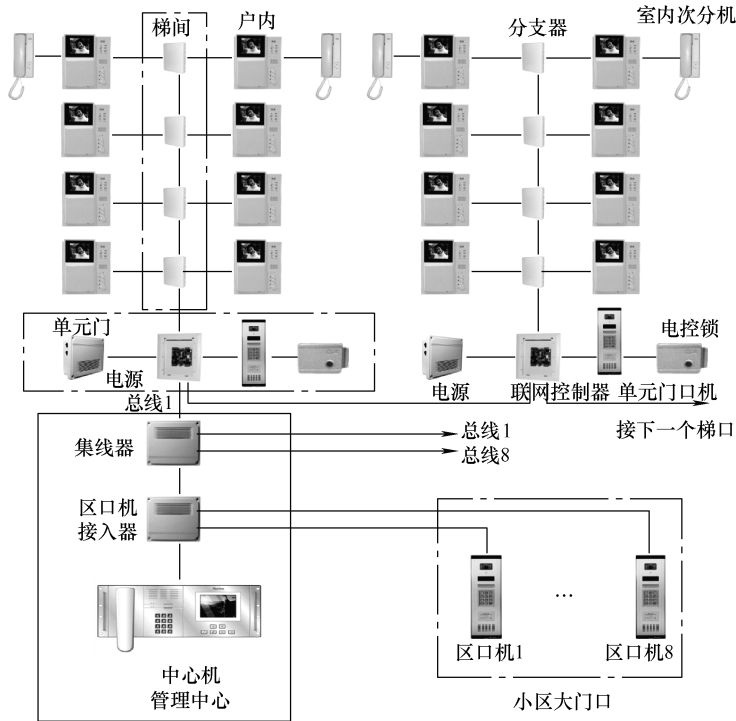 梯间
户内
分支器
室内次分机
单元门
电源
总线1
电控锁
电源
联网控制器
单元门口机
接下一个梯口
集线器
总线1
总线8
区口机
接入器
区口机1
…
区口机8
中心机
管理中心
小区大门口